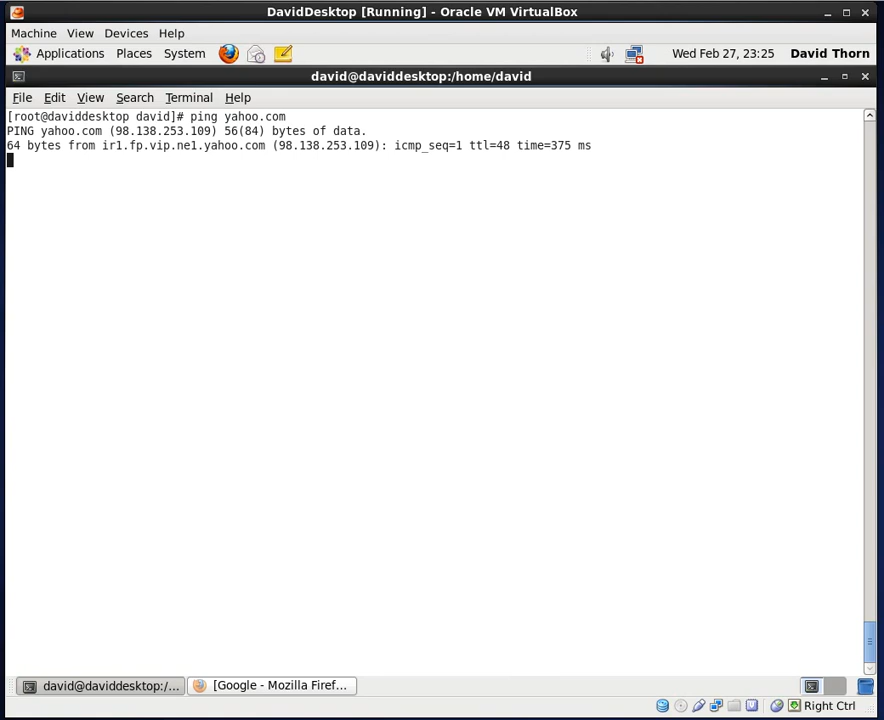 DavidDesktop [Running] - Oracle VM VirtualBox
Machine View Devices Help
Applications Places System Wed Feb 27, 23:25 David Thorn
david@daviddesktop:/home/david
File Edit View Search Terminal Help
[root@daviddesktop david]# ping yahoo.com
PING yahoo.com (98.138.253.109) 56(84) bytes of data.
64 bytes from ir1.fp.vip.ne1.yahoo.com (98.138.253.109): icmp_seq=1 ttl=48 time=375 ms
david@daviddesktop:/... [Google - Mozilla Firef...
Right Ctrl